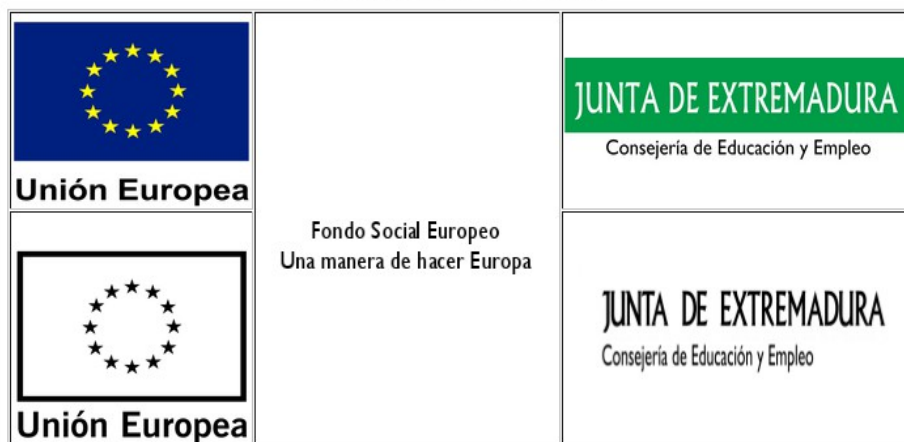 Unión Europea
Fondo Social Europeo
Una manera de hacer Europa
JUNTA DE EXTREMADURA
Consejería de Educación y Empleo
Unión Europea
JUNTA DE EXTREMADURA
Consejería de Educación y Empleo